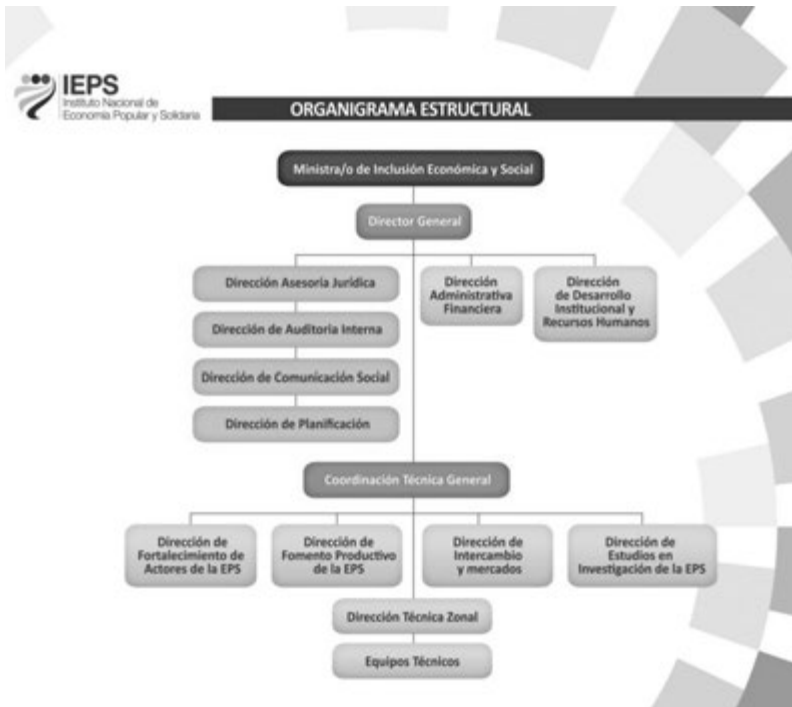 IEPS
Instituto Nacional de
Economía Popular y Solidaria
ORGANIGRAMA ESTRUCTURAL
Ministra/o de Inclusión Económica y Social
Director General
Dirección Asesoría Jurídica
Dirección de Auditoria Interna
Dirección de Comunicación Social
Dirección de Planificación
Dirección
Administrativa
Financiera
Dirección
de Desarrollo
Institucional y
Recursos Humanos
Coordinación Técnica General
Dirección de
Fortalecimiento de
Actores de la EPS
Dirección de
Fomento Productivo
de la EPS
Dirección de
Intercambio
y mercados
Dirección de
Estudios en
Investigación de la EPS
Dirección Técnica Zonal
Equipos Técnicos